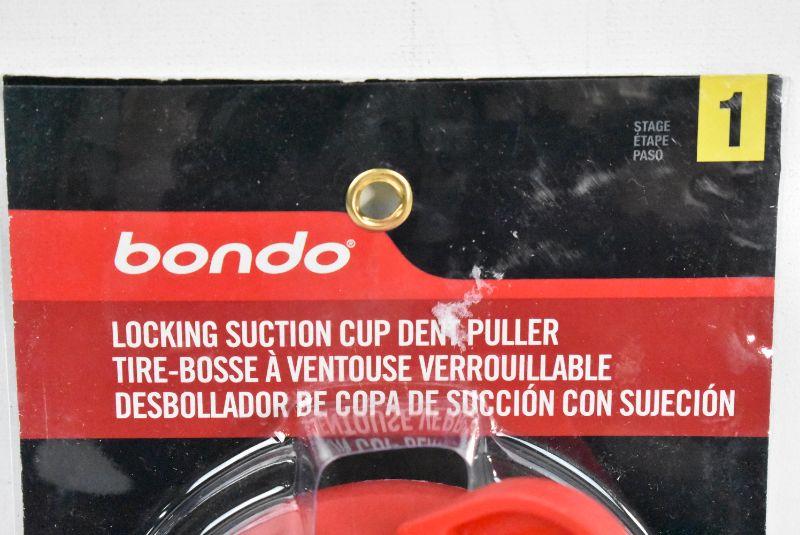 STAGE
ÉTAPE
PASO
1
bondo®
LOCKING SUCTION CUP DENT PULLER
TIRE-BOSSE À VENTOUSE VERROUILLABLE
DESBOLLADOR DE COPA DE SUCCIÓN CON SUJECIÓN